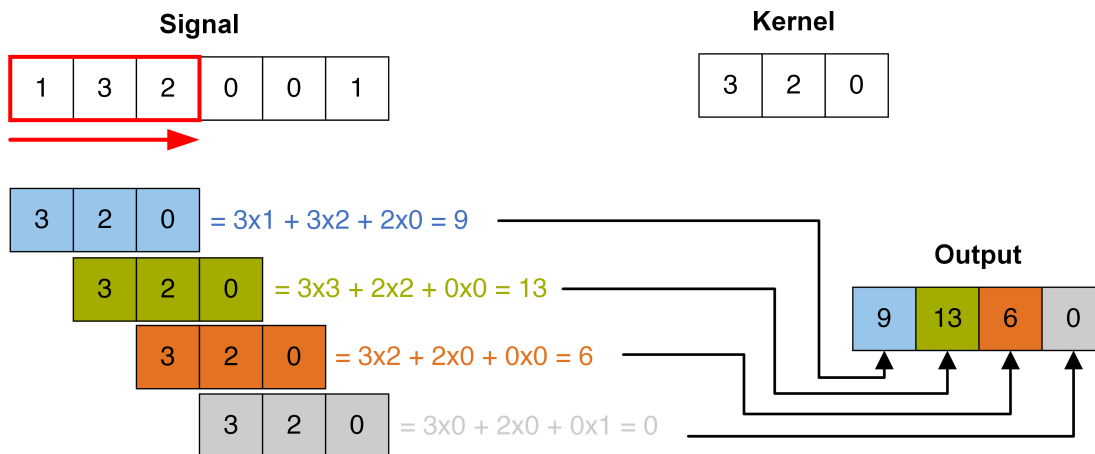 Signal
Kernel
1 3 2 0 0 1
3 2 0
3 2 0 = 3x1 + 3x2 + 2x0 = 9
Output
3 2 0 = 3x3 + 2x2 + 0x0 = 13
9 13 6 0
3 2 0 = 3x2 + 2x0 + 0x0 = 6
3 2 0 = 3x0 + 2x0 + 0x1 = 0